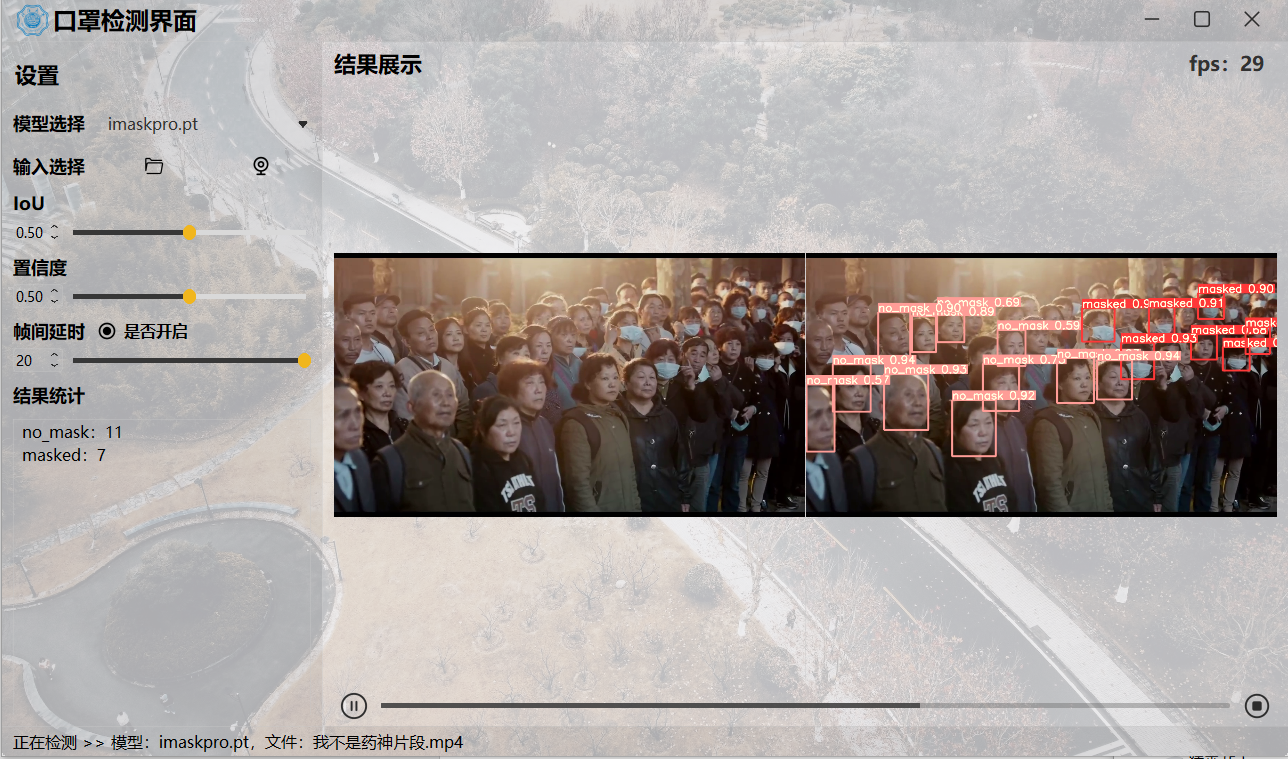 口罩检测界面
设置
模型选择 imaskpro.pt
输入选择
IoU
0.50
置信度
0.50
帧间延时 是否开启
20
结果统计
no_mask：11
masked：7
结果展示
fps：29
no_mask 0.69
no_mask 0.90
0.89
masked 0.9
masked 0.91
masked 0.90
no_mask 0.59
masked 0.93
masked 0.68
mask
masked 0
no_mask 0.94
no_mask 0.93
no_mask 0.57
no_mask 0.7
no_ma
no_mask 0.94
no_mask 0.92
正在检测 >> 模型：imaskpro.pt，文件：我不是药神片段.mp4